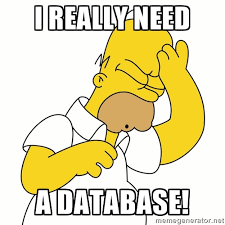 I REALLY NEED
A DATABASE!
memegenerator.net